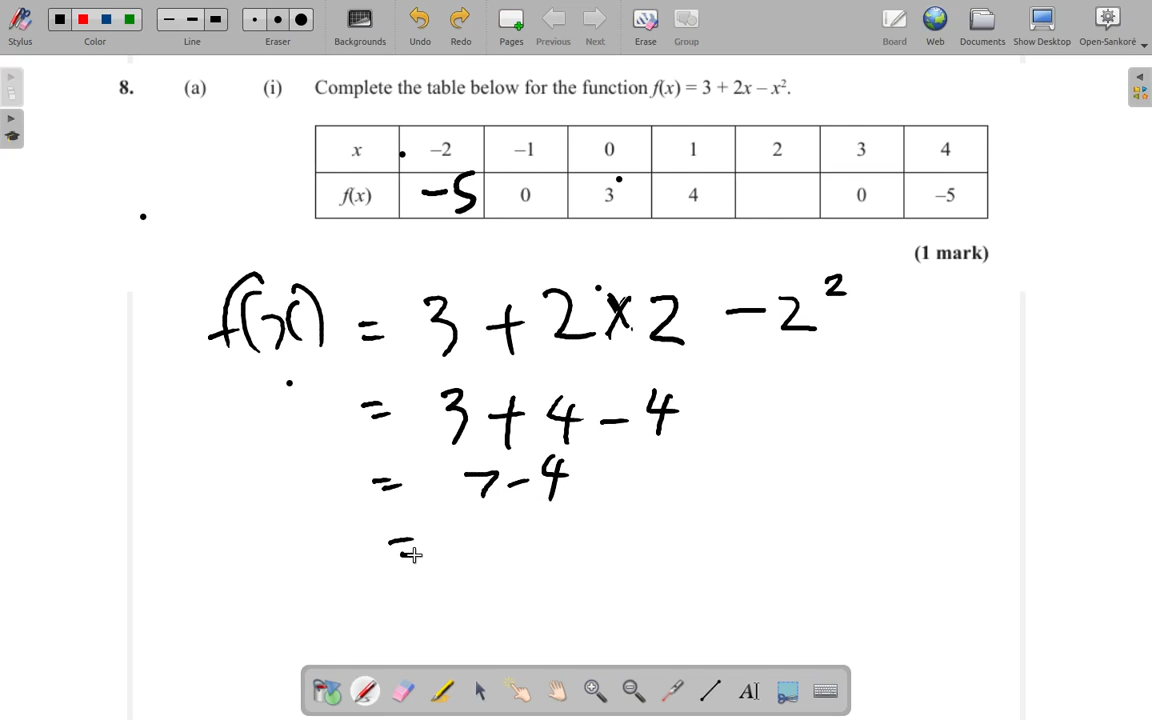 Stylus Color Line Eraser Backgrounds Undo Redo Pages Previous Next Erase Group Board Web Documents Show Desktop Open-Sankoré
8. (a) (i) Complete the table below for the function f(x) = 3 + 2x – x².
x –2 –1 0 1 2 3 4
f(x) -5 0 3 4 0 –5
(1 mark)
f(x) = 3 + 2 × 2 - 2²
= 3 + 4 - 4
= 7 - 4
=